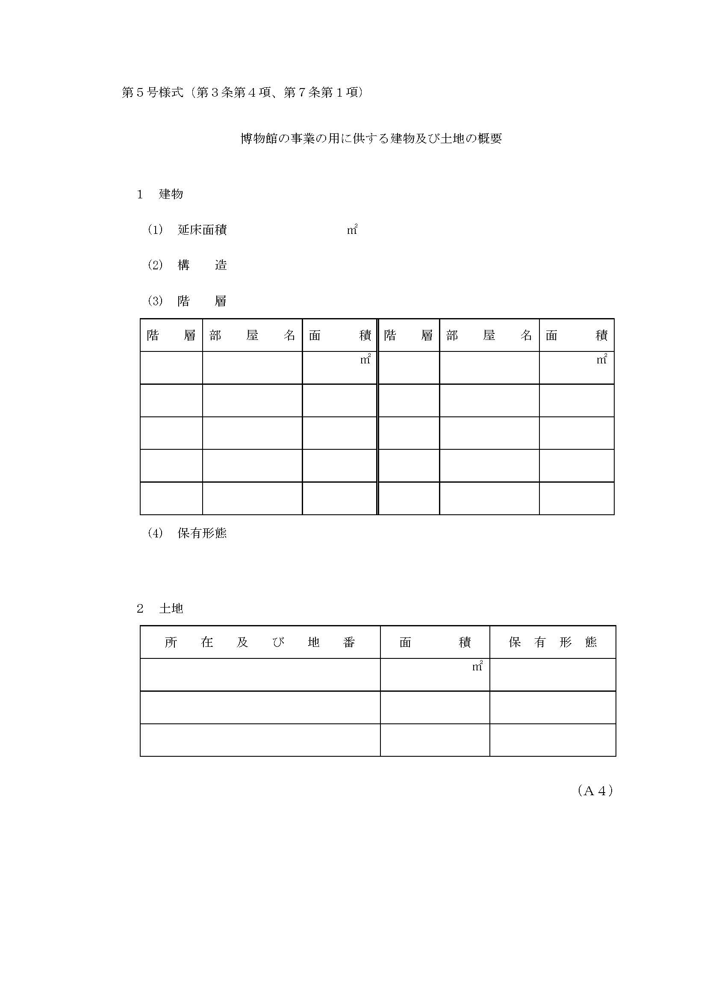 第５号様式（第３条第４項、第７条第１項）
博物館の事業の用に供する建物及び土地の概要
１　建物
(1)　延床面積　　　　　　　　　　㎡
(2)　構　　造
(3)　階　　層
階　　層　部　　屋　　名　面　　　積　階　　層　部　　屋　　名　面　　　積
㎡　㎡
(4)　保有形態
２　土地
所　在　及　び　地　番　面　　　　積　保　有　形　態
㎡
（Ａ４）